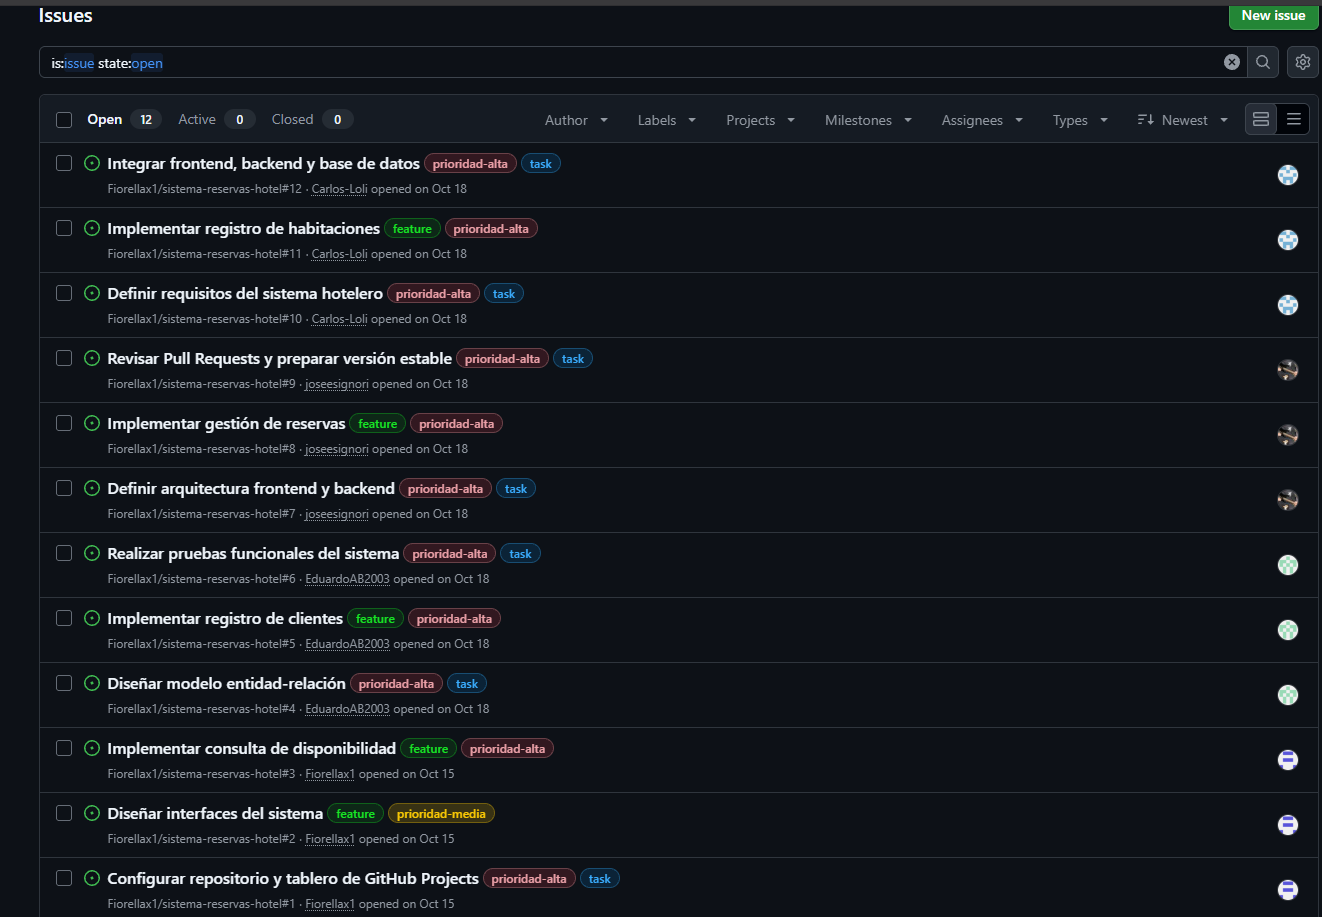 Issues
New issue
is:issue state:open
Open 12 Active 0 Closed 0 Author Labels Projects Milestones Assignees Types Newest
Integrar frontend, backend y base de datos prioridad-alta task
Fiorellax1/sistema-reservas-hotel#12 · Carlos-Loli opened on Oct 18
Implementar registro de habitaciones feature prioridad-alta
Fiorellax1/sistema-reservas-hotel#11 · Carlos-Loli opened on Oct 18
Definir requisitos del sistema hotelero prioridad-alta task
Fiorellax1/sistema-reservas-hotel#10 · Carlos-Loli opened on Oct 18
Revisar Pull Requests y preparar versión estable prioridad-alta task
Fiorellax1/sistema-reservas-hotel#9 · joseesignori opened on Oct 18
Implementar gestión de reservas feature prioridad-alta
Fiorellax1/sistema-reservas-hotel#8 · joseesignori opened on Oct 18
Definir arquitectura frontend y backend prioridad-alta task
Fiorellax1/sistema-reservas-hotel#7 · joseesignori opened on Oct 18
Realizar pruebas funcionales del sistema prioridad-alta task
Fiorellax1/sistema-reservas-hotel#6 · EduardoAB2003 opened on Oct 18
Implementar registro de clientes feature prioridad-alta
Fiorellax1/sistema-reservas-hotel#5 · EduardoAB2003 opened on Oct 18
Diseñar modelo entidad-relación prioridad-alta task
Fiorellax1/sistema-reservas-hotel#4 · EduardoAB2003 opened on Oct 18
Implementar consulta de disponibilidad feature prioridad-alta
Fiorellax1/sistema-reservas-hotel#3 · Fiorellax1 opened on Oct 15
Diseñar interfaces del sistema feature prioridad-media
Fiorellax1/sistema-reservas-hotel#2 · Fiorellax1 opened on Oct 15
Configurar repositorio y tablero de GitHub Projects prioridad-alta task
Fiorellax1/sistema-reservas-hotel#1 · Fiorellax1 opened on Oct 15